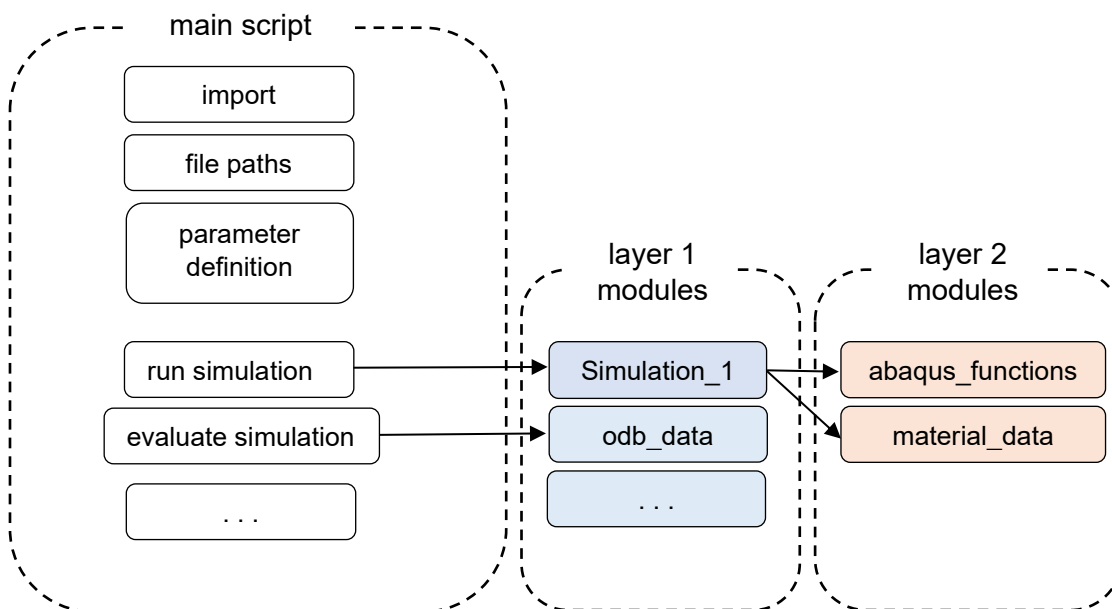 main script
import
file paths
parameter
definition
run simulation
evaluate simulation
. . .
layer 1
modules
Simulation_1
odb_data
. . .
layer 2
modules
abaqus_functions
material_data